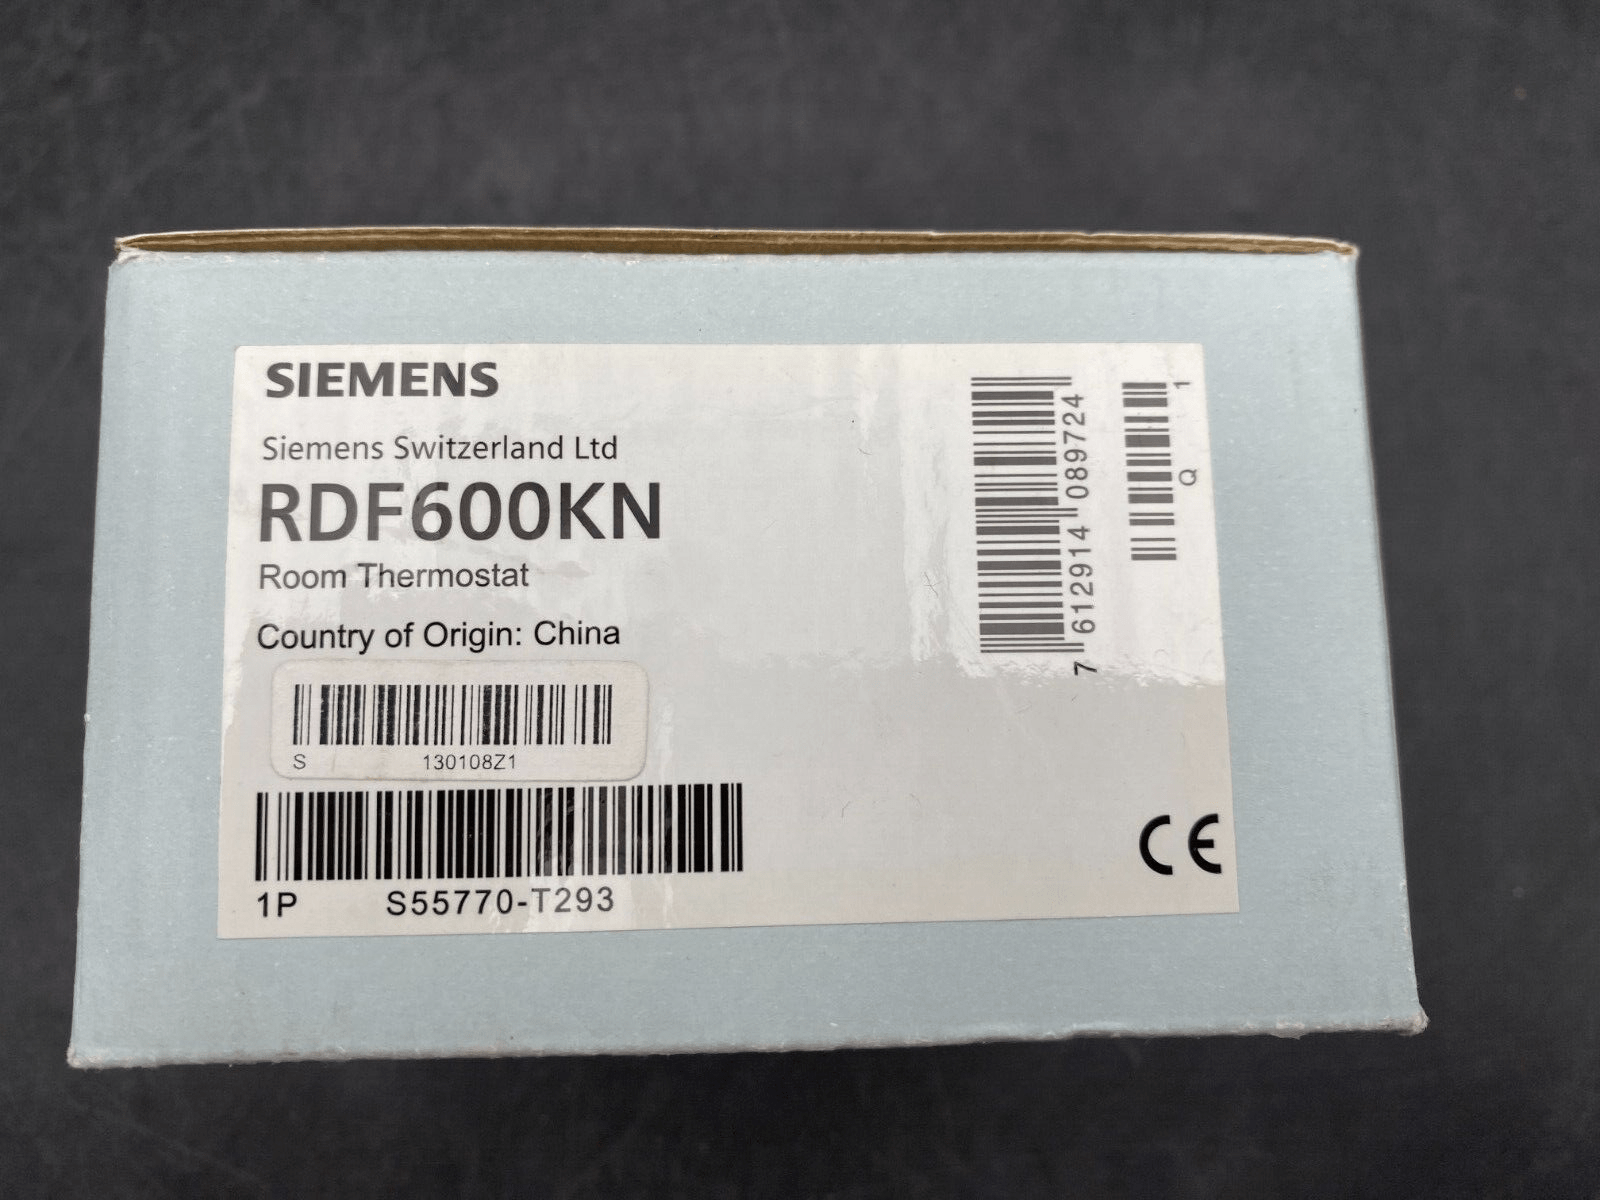 SIEMENS
Siemens Switzerland Ltd
RDF600KN
Room Thermostat
Country of Origin: China
S 130108Z1
1P S55770-T293
7 612914 089724
Q 1
CE